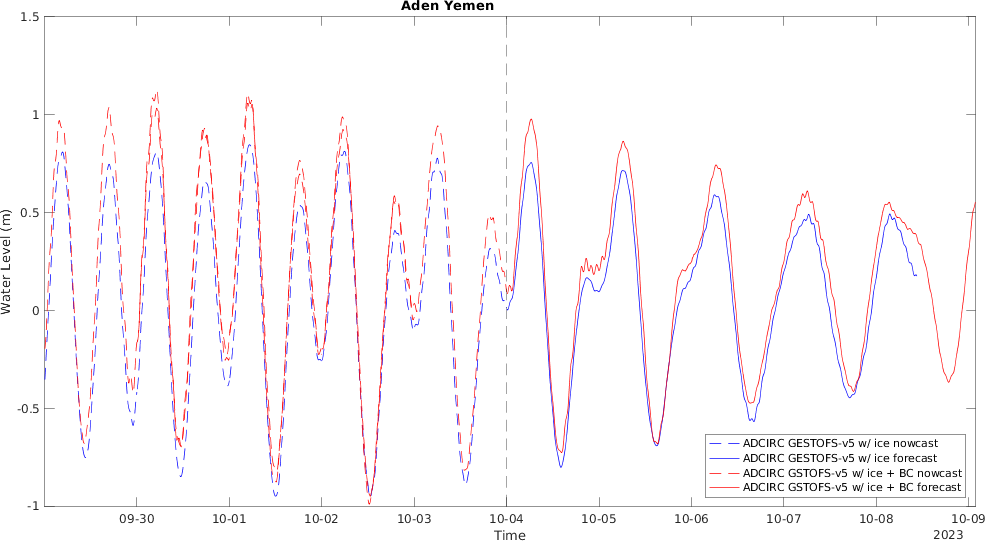 Aden Yemen
1.5
1
0.5
0
-0.5
-1
Water Level (m)
ADCIRC GESTOFS-v5 w/ ice nowcast
ADCIRC GESTOFS-v5 w/ ice forecast
ADCIRC GSTOFS-v5 w/ ice + BC nowcast
ADCIRC GSTOFS-v5 w/ ice + BC forecast
09-30 10-01 10-02 10-03 10-04 10-05 10-06 10-07 10-08 10-09
Time
2023